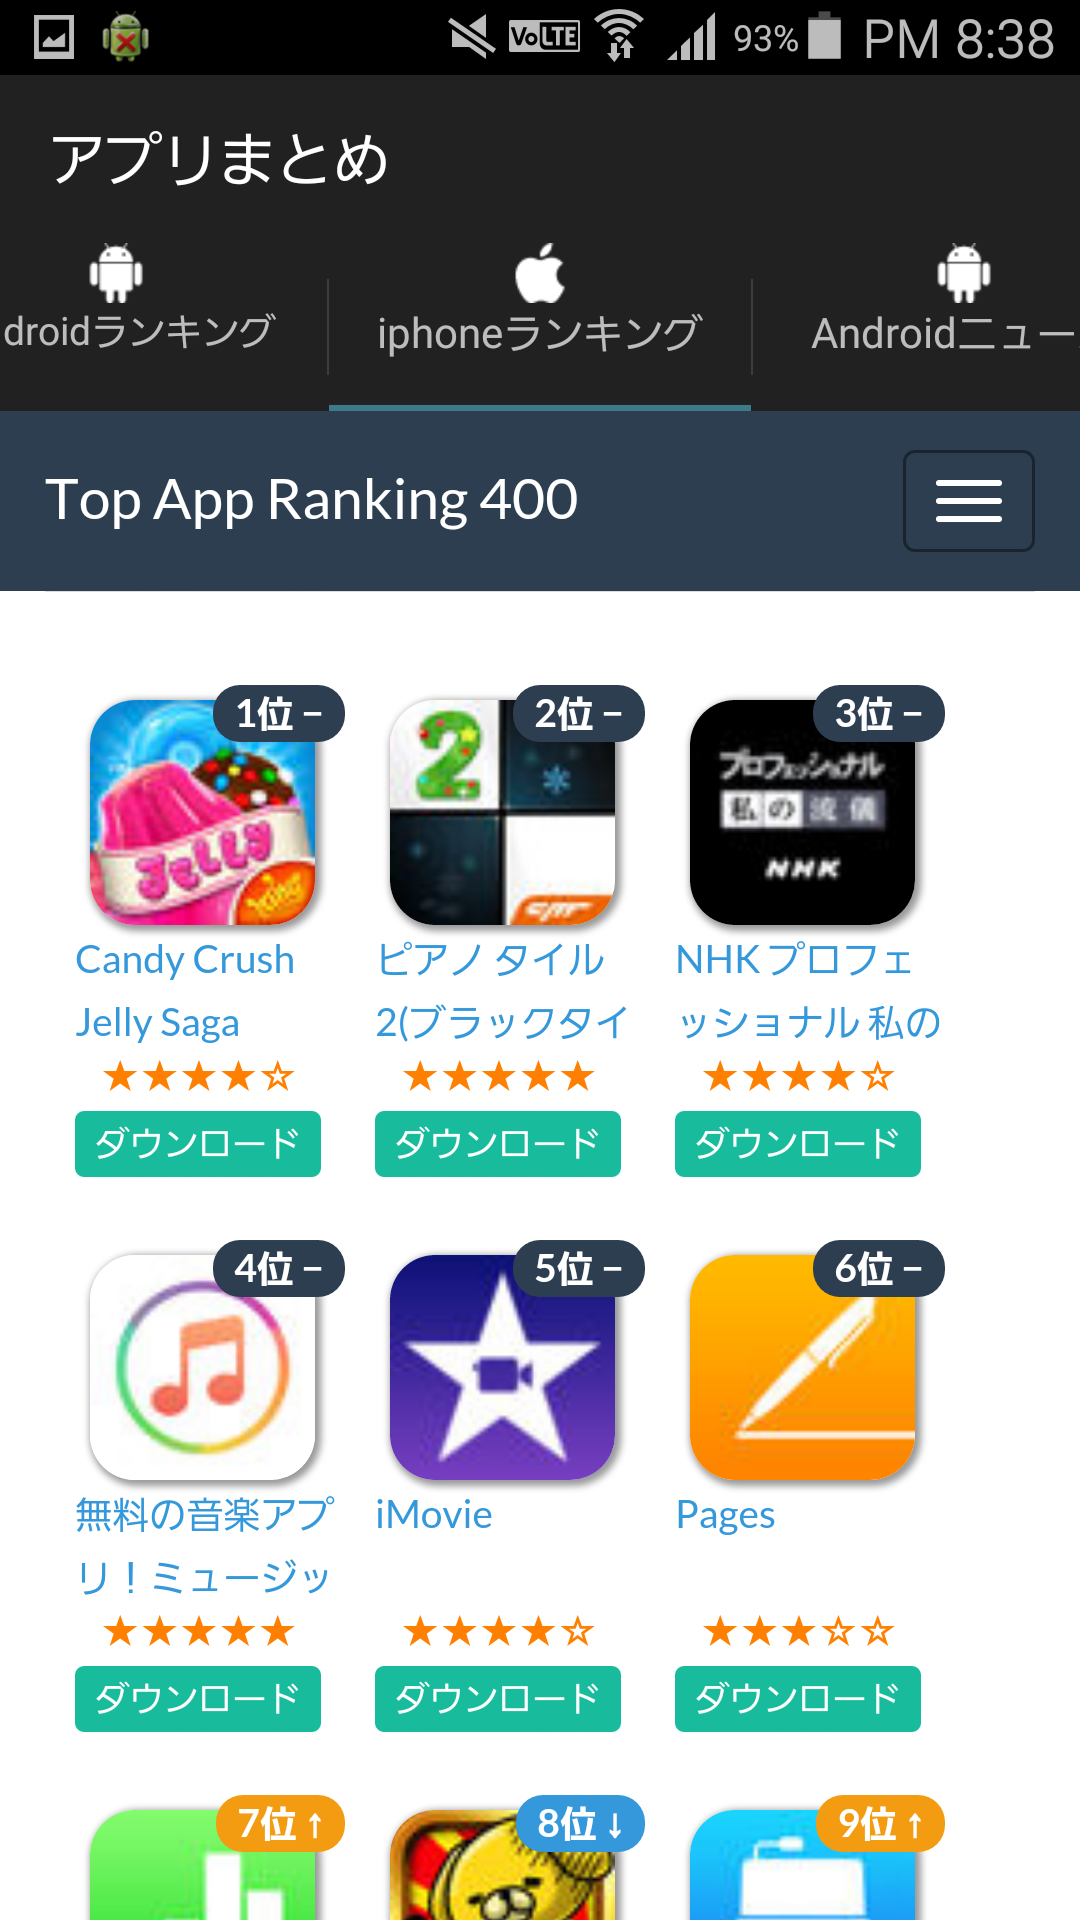 VoLTE 93% PM 8:38
アプリまとめ
droidランキング iphoneランキング Androidニュー
Top App Ranking 400
1位 − 2位 − 3位 −
プロフェッショナル
私の流儀
NHK
Jelly
King
Candy Crush
Jelly Saga
ピアノ タイル
2(ブラックタイ
NHK プロフェ
ッショナル 私の
★★★★☆ ★★★★★ ★★★★☆
ダウンロード ダウンロード ダウンロード
4位 − 5位 − 6位 −
無料の音楽アプ
リ！ミュージッ
iMovie
Pages
★★★★★ ★★★★☆ ★★★☆☆
ダウンロード ダウンロード ダウンロード
7位 ↑ 8位 ↓ 9位 ↑